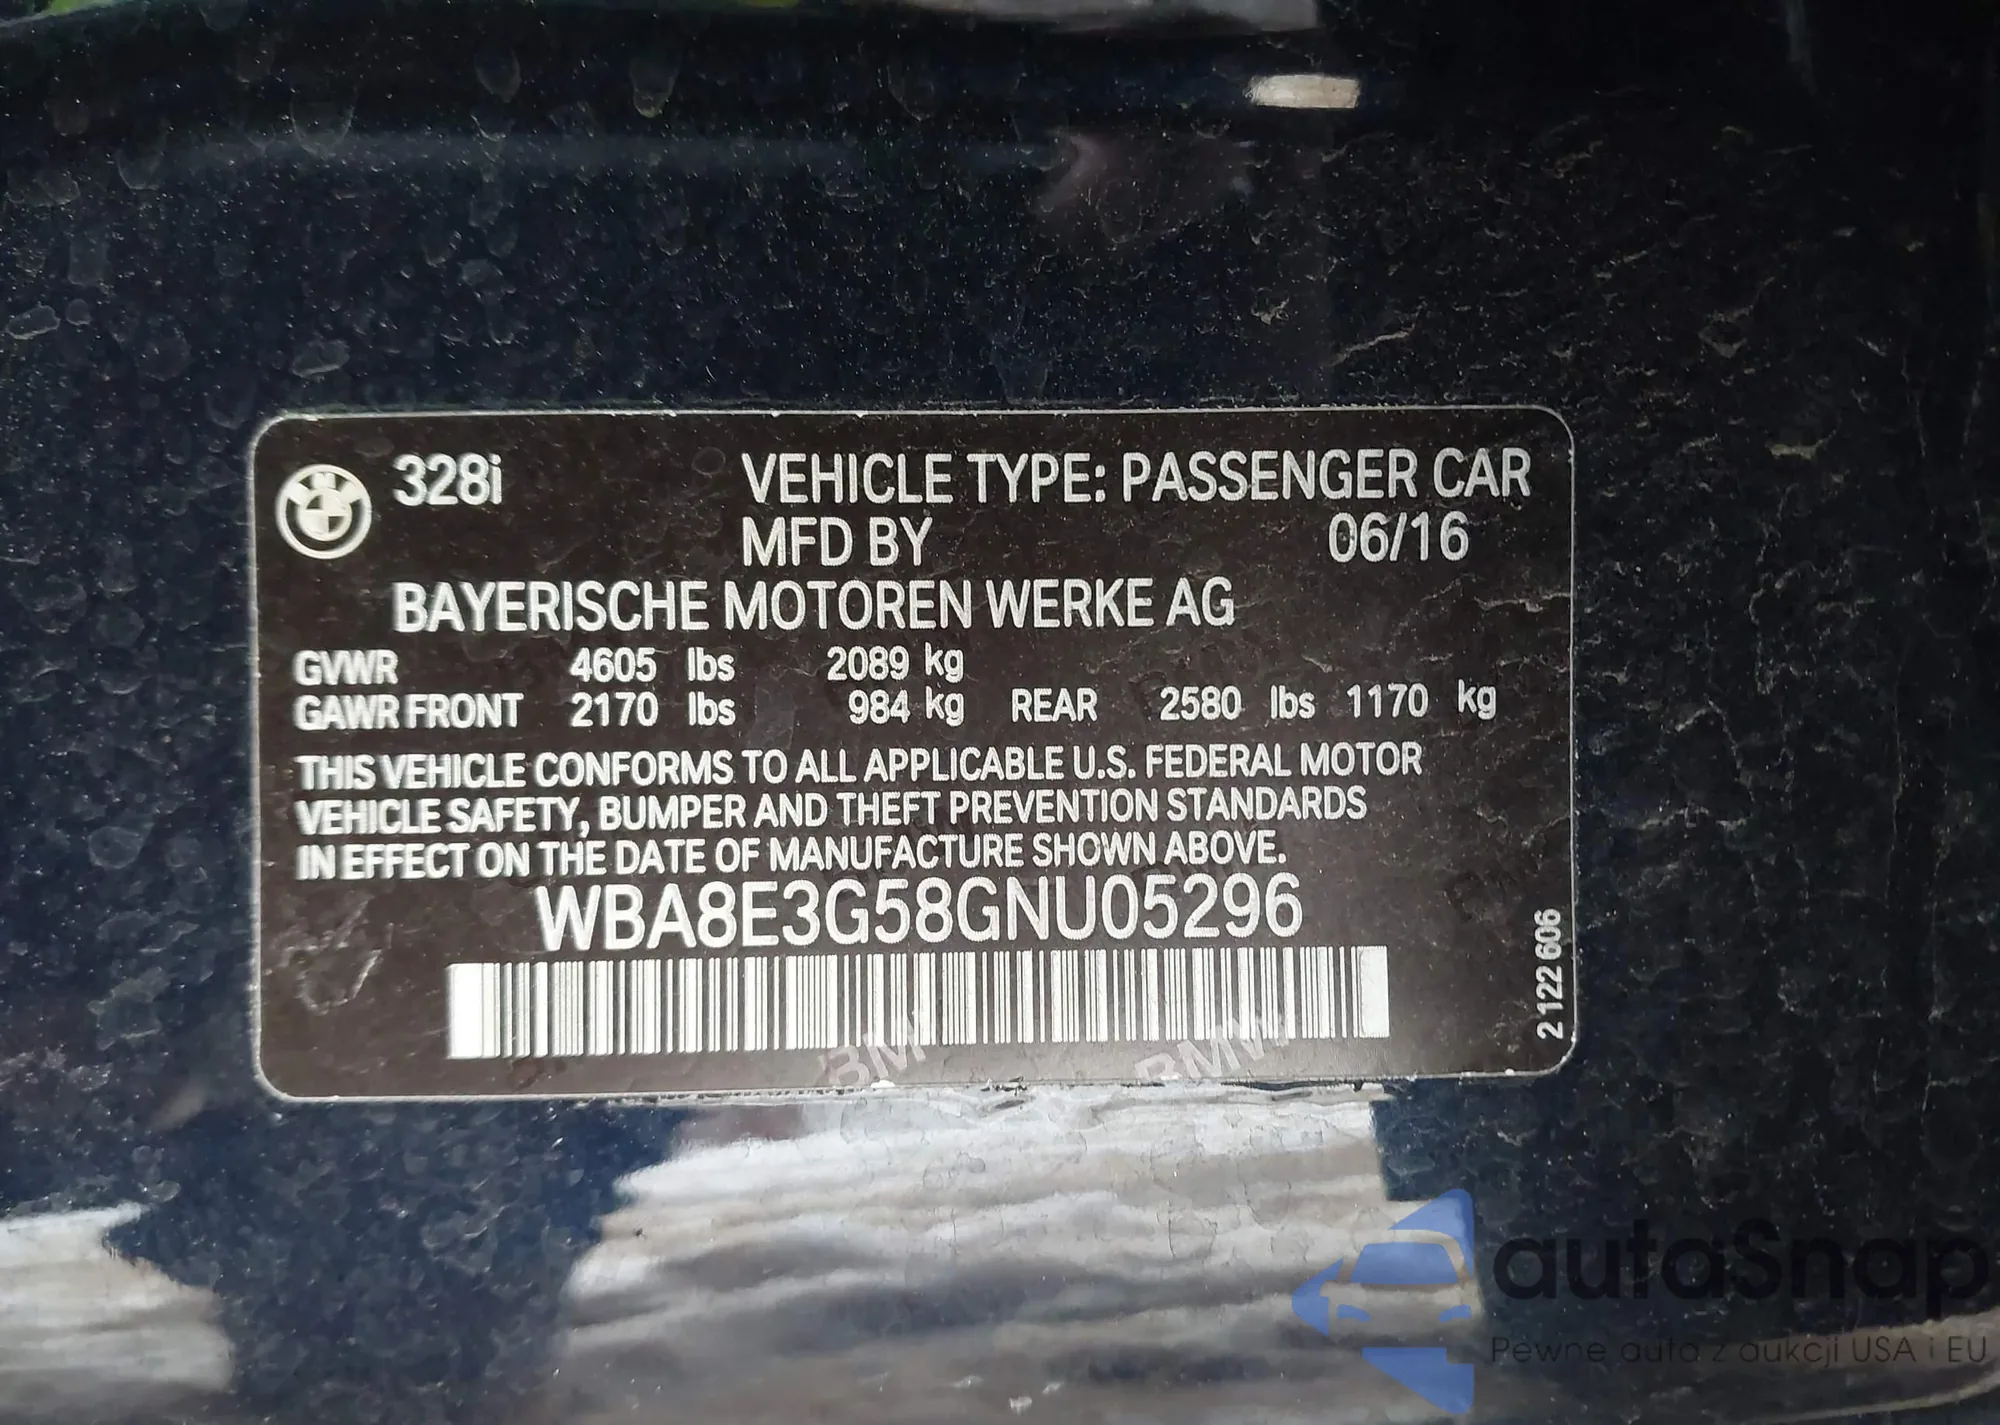 328i VEHICLE TYPE: PASSENGER CAR
MFD BY 06/16
BAYERISCHE MOTOREN WERKE AG
GVWR 4605 lbs 2089 kg
GAWR FRONT 2170 lbs 984 kg REAR 2580 lbs 1170 kg
THIS VEHICLE CONFORMS TO ALL APPLICABLE U.S. FEDERAL MOTOR
VEHICLE SAFETY, BUMPER AND THEFT PREVENTION STANDARDS
IN EFFECT ON THE DATE OF MANUFACTURE SHOWN ABOVE.
WBA8E3G58GNU05296
2 122 606
BMW BMW
autaSnap
Pewne auta z aukcji USA i EU